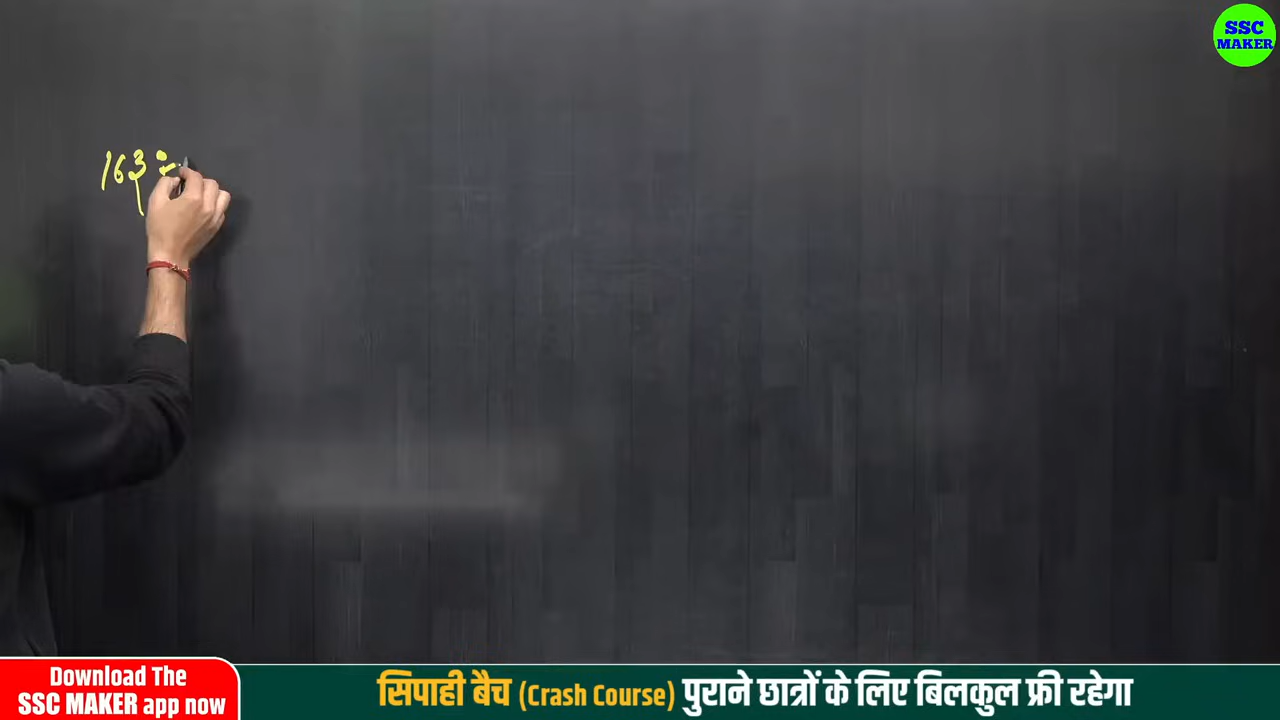 SSC
MAKER
163
Download The
SSC MAKER app now
सिपाही बैच (Crash Course) पुराने छात्रों के लिए बिलकुल फ्री रहेगा